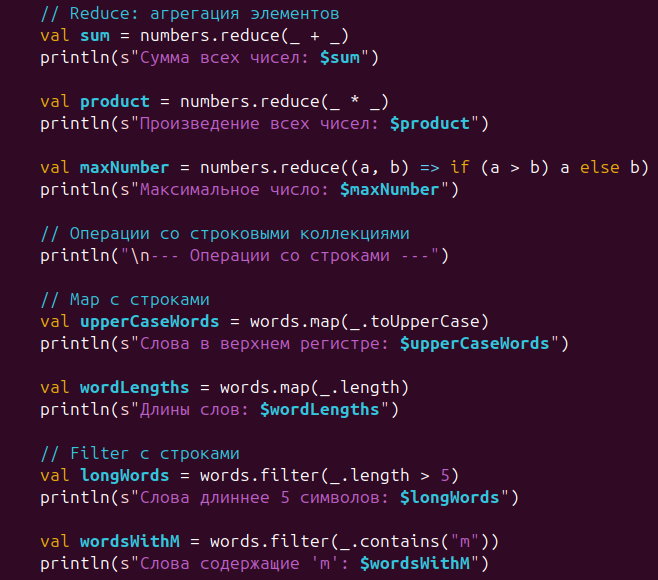 // Reduce: агрегация элементов
val sum = numbers.reduce(_ + _)
println(s"Сумма всех чисел: $sum")
val product = numbers.reduce(_ * _)
println(s"Произведение всех чисел: $product")
val maxNumber = numbers.reduce((a, b) => if (a > b) a else b)
println(s"Максимальное число: $maxNumber")
// Операции со строковыми коллекциями
println("\n--- Операции со строками ---")
// Map с строками
val upperCaseWords = words.map(_.toUpperCase)
println(s"Слова в верхнем регистре: $upperCaseWords")
val wordLengths = words.map(_.length)
println(s"Длины слов: $wordLengths")
// Filter с строками
val longWords = words.filter(_.length > 5)
println(s"Слова длиннее 5 символов: $longWords")
val wordsWithM = words.filter(_.contains("m"))
println(s"Слова содержащие 'm': $wordsWithM")